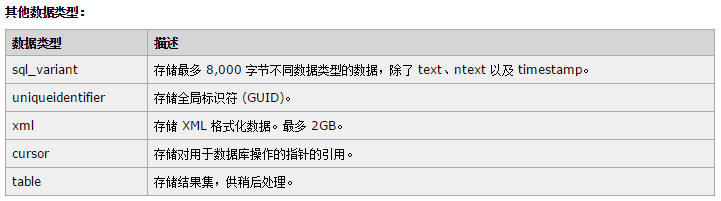 其他数据类型：
数据类型 描述
sql_variant 存储最多 8,000 字节不同数据类型的数据，除了 text、ntext 以及 timestamp。
uniqueidentifier 存储全局标识符 (GUID)。
xml 存储 XML 格式化数据。最多 2GB。
cursor 存储对用于数据库操作的指针的引用。
table 存储结果集，供稍后处理。